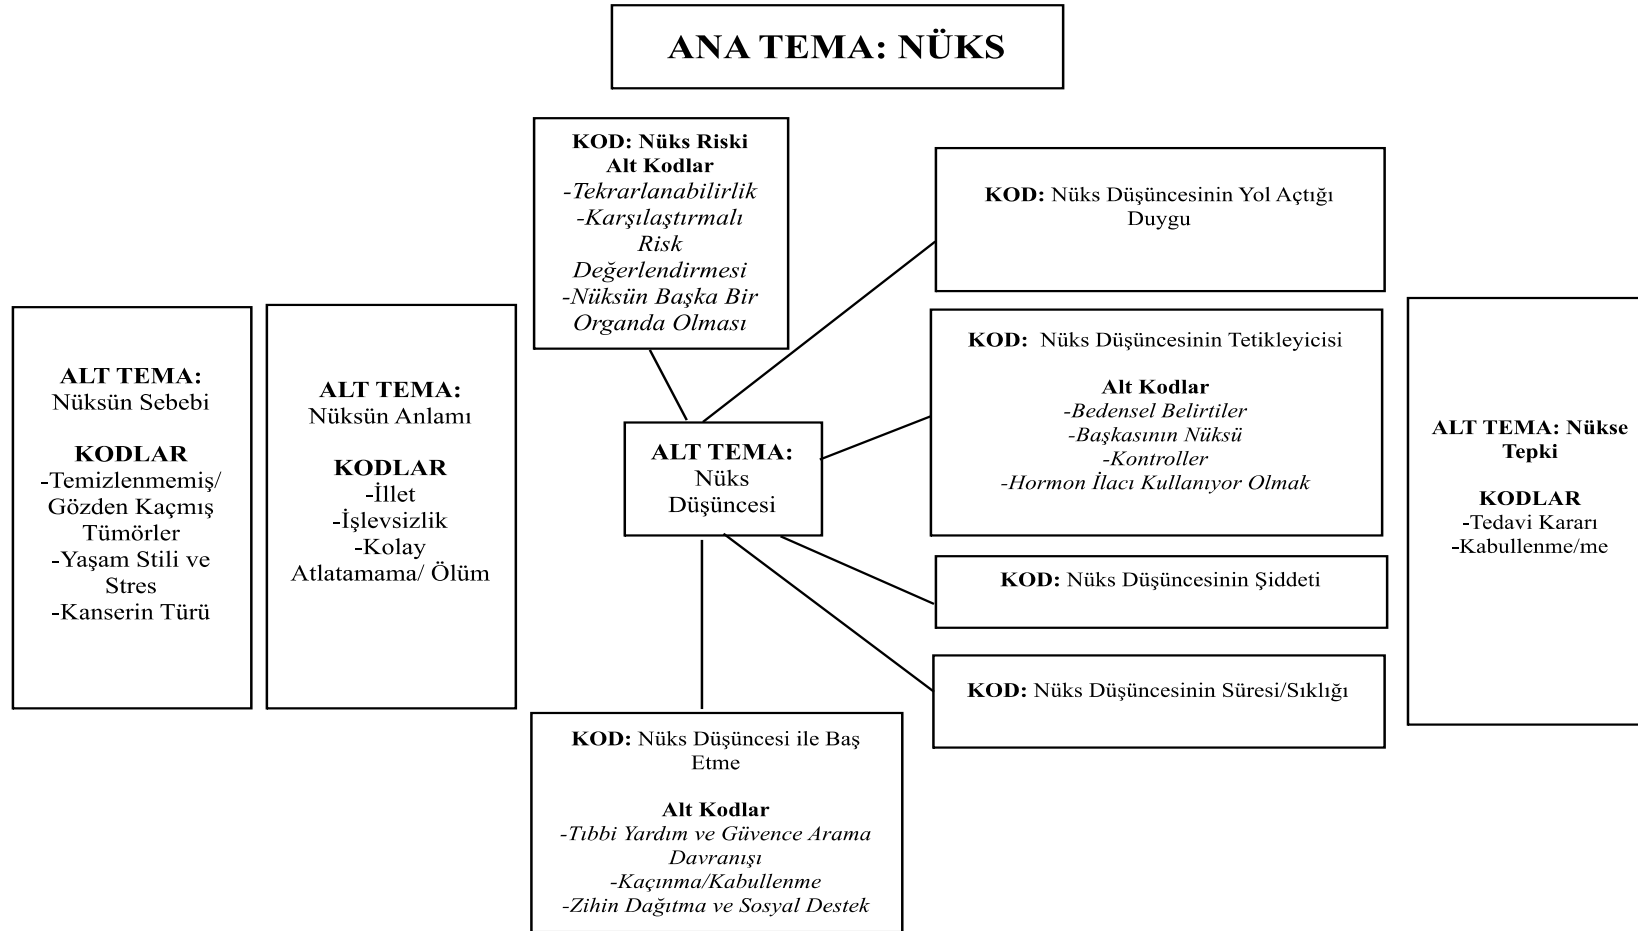 ANA TEMA: NÜKS
KOD: Nüks Riski
Alt Kodlar
-Tekrarlanabilirlik
-Karşılaştırmalı
Risk
Değerlendirmesi
-Nüksün Başka Bir
Organda Olması
KOD: Nüks Düşüncesinin Yol Açtığı
Duygu
ALT TEMA:
Nüksün Sebebi
KODLAR
-Temizlenmemiş/
Gözden Kaçmış
Tümörler
-Yaşam Stili ve
Stres
-Kanserin Türü
ALT TEMA:
Nüksün Anlamı
KODLAR
-İllet
-İşlevsizlik
-Kolay
Atlatamama/ Ölüm
ALT TEMA:
Nüks
Düşüncesi
KOD: Nüks Düşüncesinin Tetikleyicisi
Alt Kodlar
-Bedensel Belirtiler
-Başkasının Nüksü
-Kontroller
-Hormon İlacı Kullanıyor Olmak
KOD: Nüks Düşüncesinin Şiddeti
KOD: Nüks Düşüncesinin Süresi/Sıklığı
ALT TEMA: Nükse
Tepki
KODLAR
-Tedavi Kararı
-Kabullenme/me
KOD: Nüks Düşüncesi ile Baş
Etme
Alt Kodlar
-Tıbbi Yardım ve Güvence Arama
Davranışı
-Kaçınma/Kabullenme
-Zihin Dağıtma ve Sosyal Destek